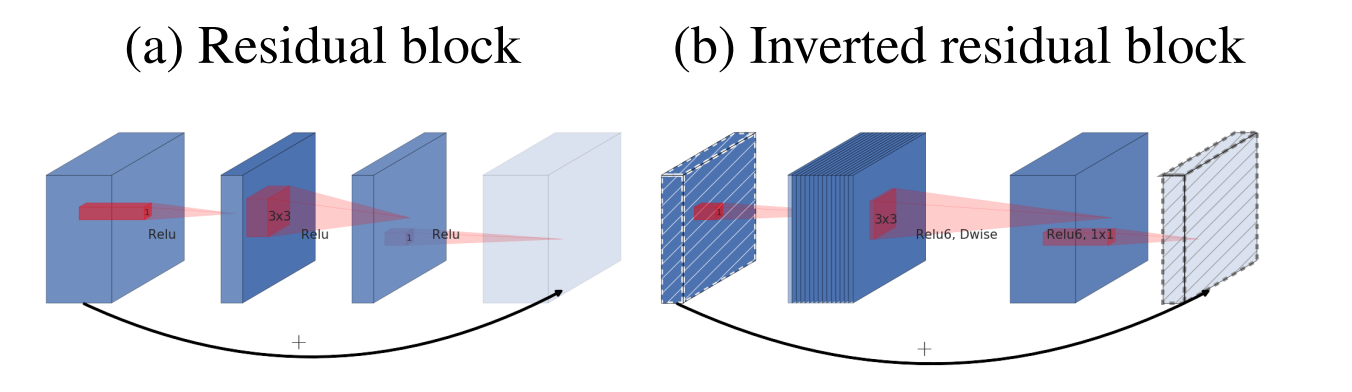 (a) Residual block
(b) Inverted residual block
1
Relu
3x3
Relu
1
Relu
+
1
3x3
Relu6, Dwise
Relu6, 1x1
+